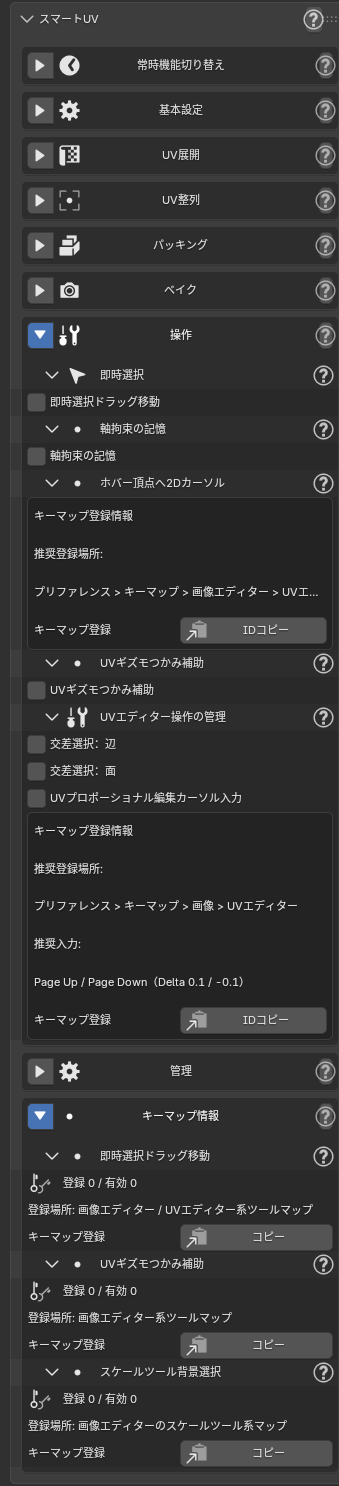 スマートUV
常時機能切り替え
基本設定
UV展開
UV整列
パッキング
ベイク
操作
即時選択
即時選択ドラッグ移動
軸拘束の記憶
軸拘束の記憶
ホバー頂点へ2Dカーソル
キーマップ登録情報
推奨登録場所:
プリファレンス > キーマップ > 画像エディター > UVエ...
キーマップ登録 IDコピー
UVギズモつかみ補助
UVギズモつかみ補助
UVエディター操作の管理
交差選択: 辺
交差選択: 面
UVプロポーショナル編集カーソル入力
キーマップ登録情報
推奨登録場所:
プリファレンス > キーマップ > 画像 > UVエディター
推奨入力:
Page Up / Page Down（Delta 0.1 / -0.1）
キーマップ登録 IDコピー
管理
キーマップ情報
即時選択ドラッグ移動
登録 0 / 有効 0
登録場所: 画像エディター / UVエディター系ツールマップ
キーマップ登録 コピー
UVギズモつかみ補助
登録 0 / 有効 0
登録場所: 画像エディター系ツールマップ
キーマップ登録 コピー
スケールツール背景選択
登録 0 / 有効 0
登録場所: 画像エディターのスケールツール系マップ
キーマップ登録 コピー